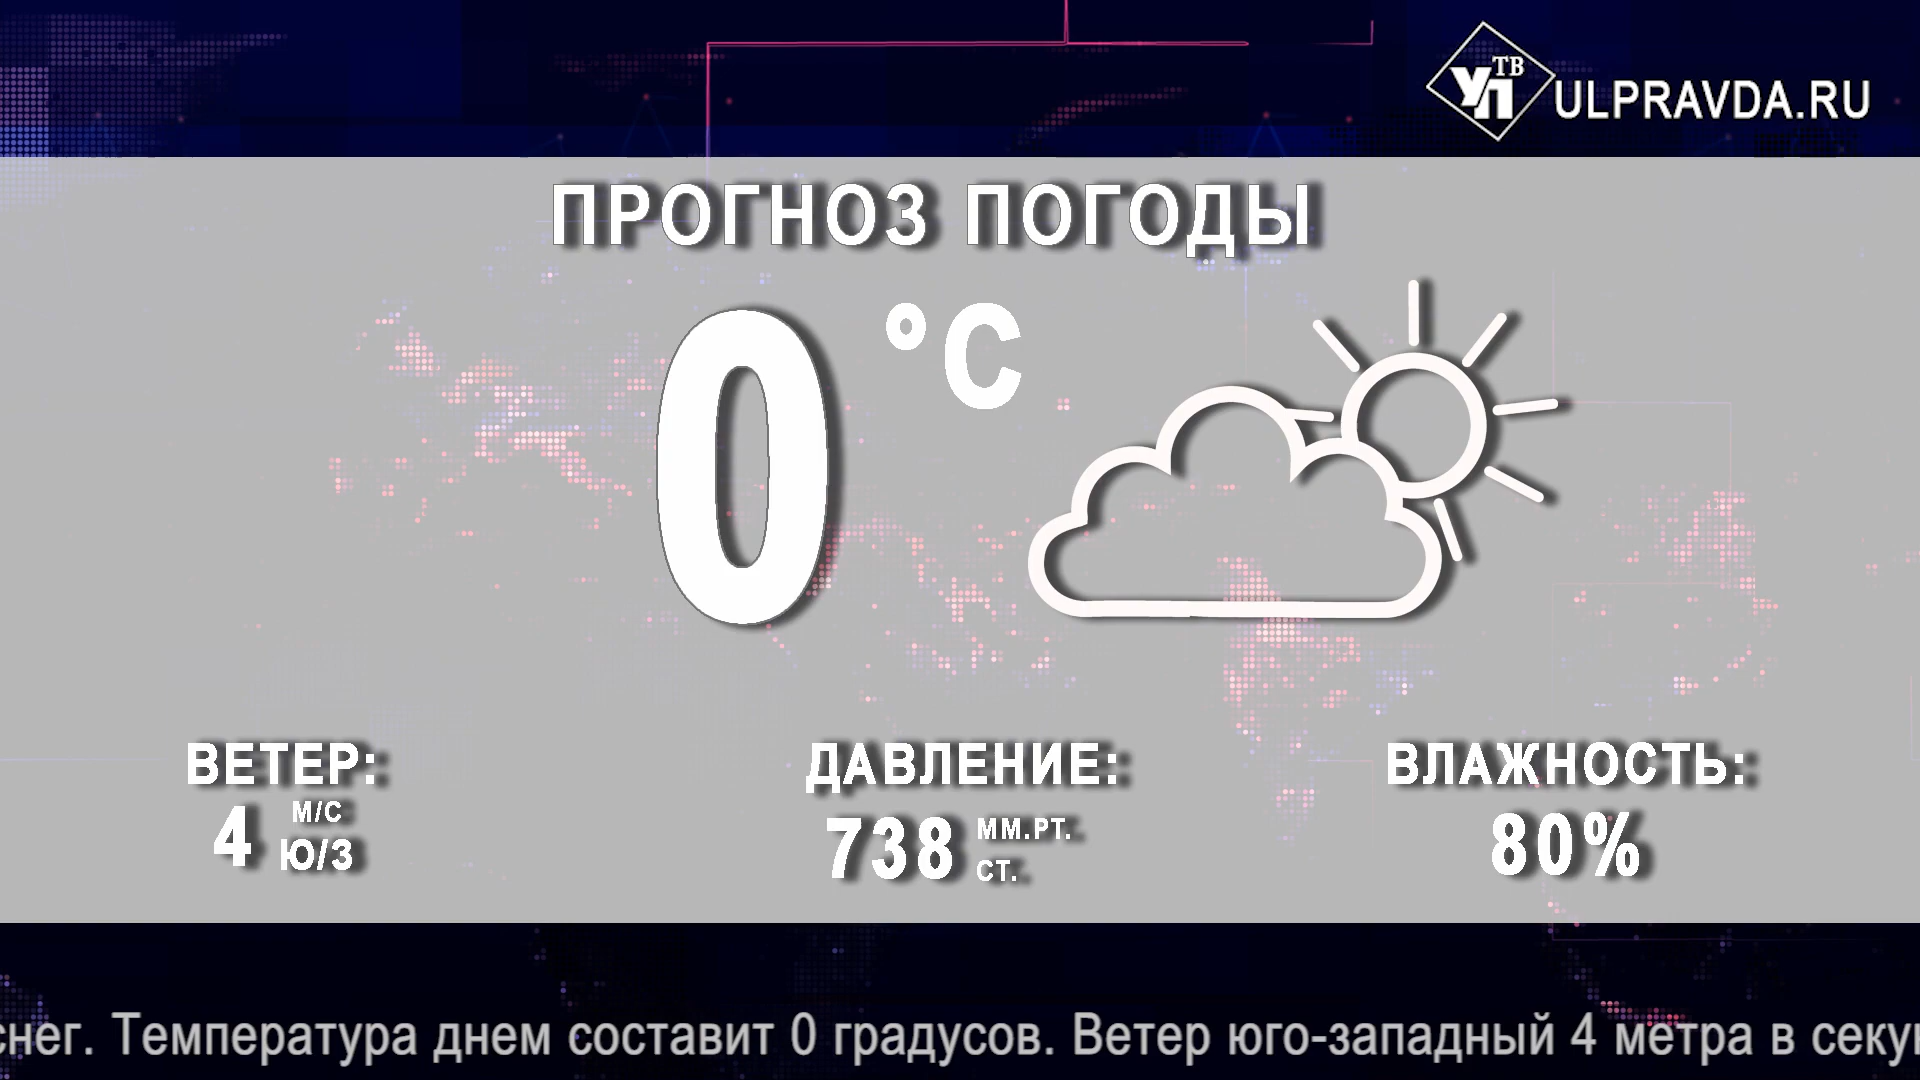 УП ТВ
ULPRAVDA.RU
ПРОГНОЗ ПОГОДЫ
0 °C
ВЕТЕР:
4 М/С
Ю/З
ДАВЛЕНИЕ:
738 ММ.РТ.
СТ.
ВЛАЖНОСТЬ:
80%
снег. Температура днем составит 0 градусов. Ветер юго-западный 4 метра в секун